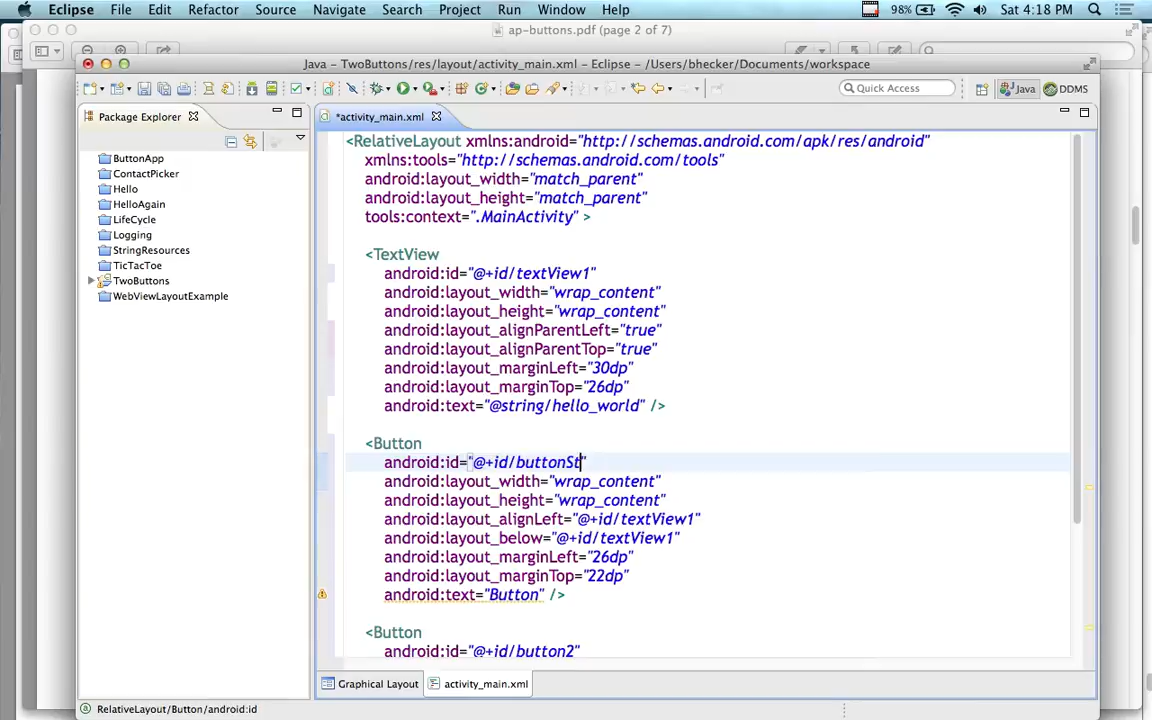 Eclipse File Edit Refactor Source Navigate Search Project Run Window Help 98% Sat 4:18 PM
ap-buttons.pdf (page 2 of 7)
Java – TwoButtons/res/layout/activity_main.xml – Eclipse – /Users/bhecker/Documents/workspace
Quick Access Java DDMS
Package Explorer
*activity_main.xml
ButtonApp
ContactPicker
Hello
HelloAgain
LifeCycle
Logging
StringResources
TicTacToe
TwoButtons
WebViewLayoutExample
<RelativeLayout xmlns:android="http://schemas.android.com/apk/res/android"
xmlns:tools="http://schemas.android.com/tools"
android:layout_width="match_parent"
android:layout_height="match_parent"
tools:context=".MainActivity" >
<TextView
android:id="@+id/textView1"
android:layout_width="wrap_content"
android:layout_height="wrap_content"
android:layout_alignParentLeft="true"
android:layout_alignParentTop="true"
android:layout_marginLeft="30dp"
android:layout_marginTop="26dp"
android:text="@string/hello_world" />
<Button
android:id="@+id/buttonSt"
android:layout_width="wrap_content"
android:layout_height="wrap_content"
android:layout_alignLeft="@+id/textView1"
android:layout_below="@+id/textView1"
android:layout_marginLeft="26dp"
android:layout_marginTop="22dp"
android:text="Button" />
<Button
android:id="@+id/button2"
Graphical Layout activity_main.xml
RelativeLayout/Button/android:id